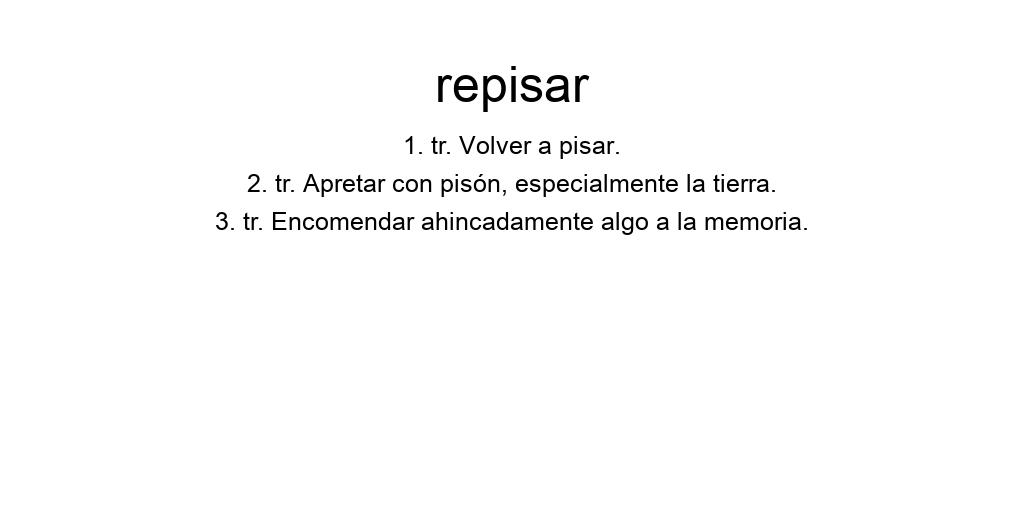 repisar
1. tr. Volver a pisar.
2. tr. Apretar con pisón, especialmente la tierra.
3. tr. Encomendar ahincadamente algo a la memoria.